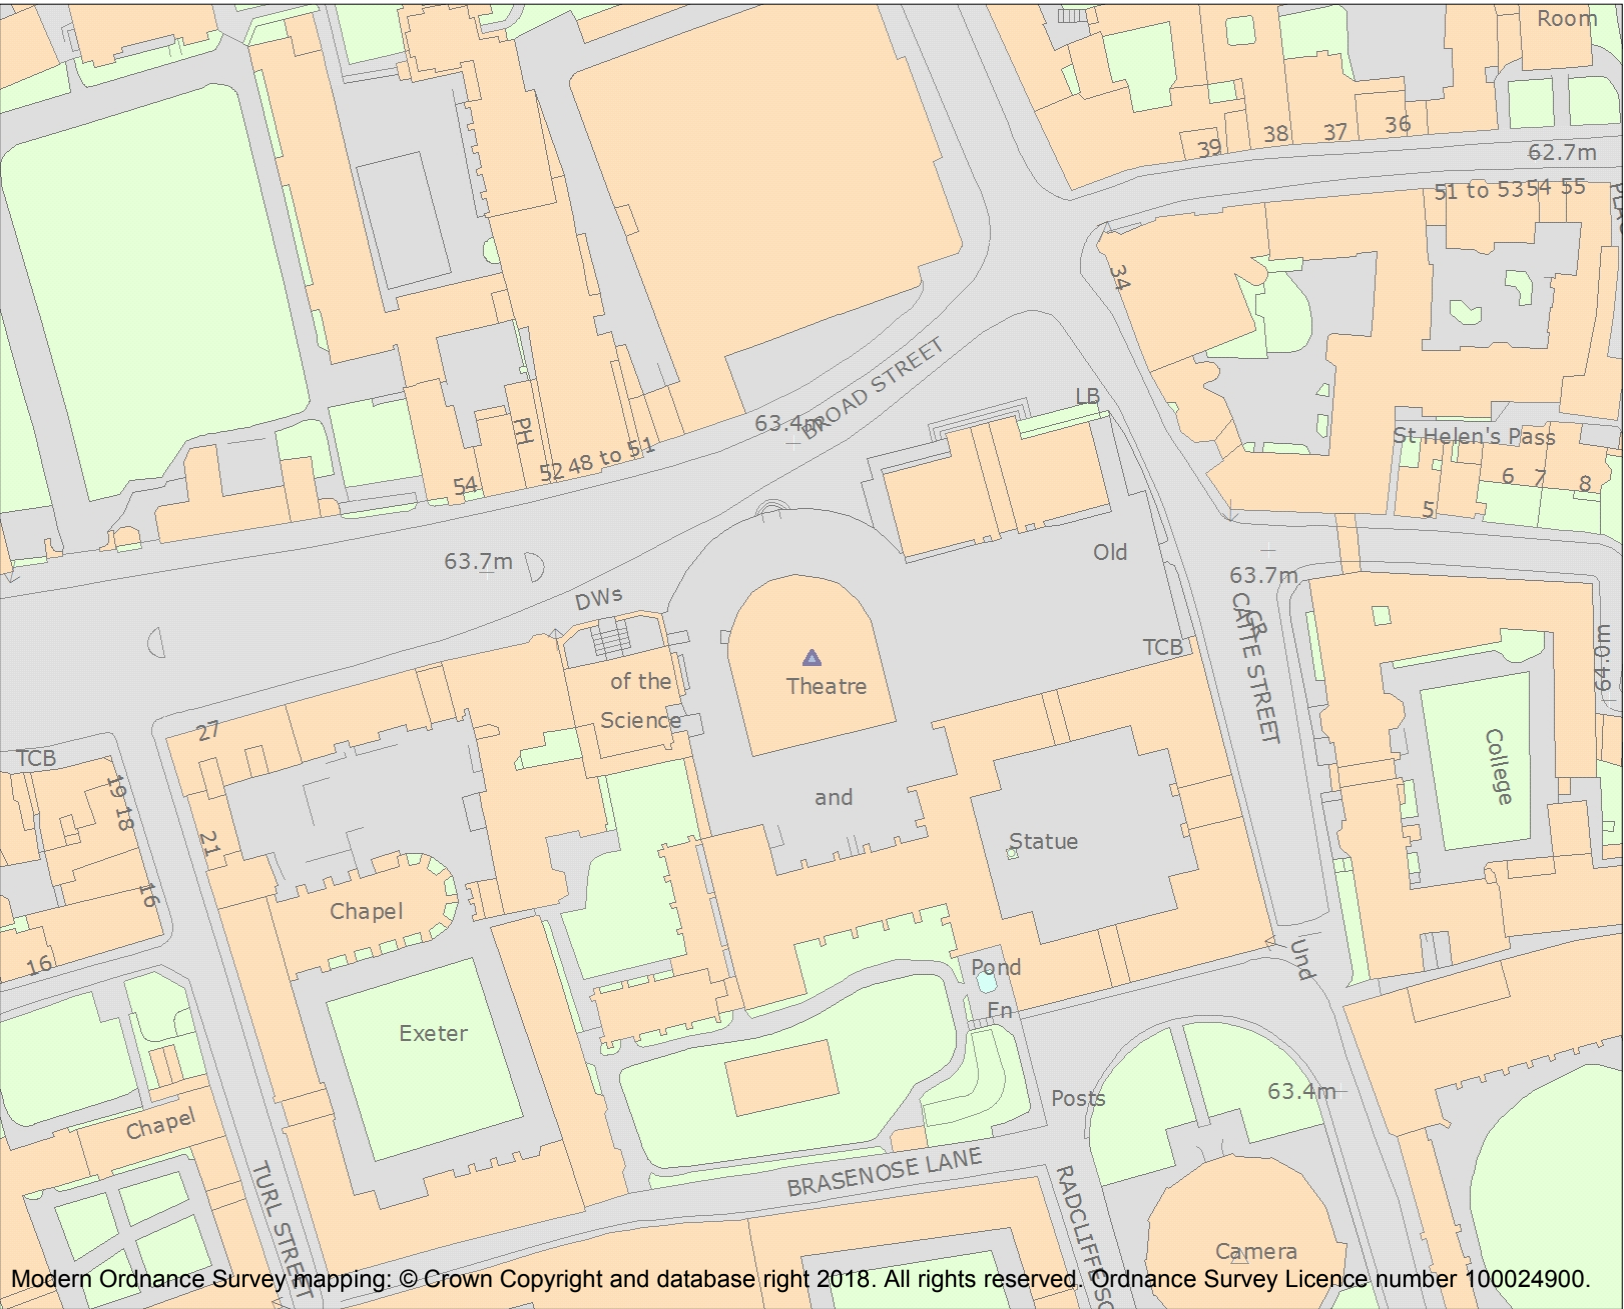 Room
39
38
37
36
62.7m
51 to 53
54
55
34
BROAD STREET
63.4m
LB
PH
St Helen's Pass
54
52
48 to 51
6
7
8
5
63.7m
Old
63.7m
DWs
CATTE STREET
TCB
64.0m
of the
Theatre
Science
27
TCB
College
19
18
and
21
Statue
16
Chapel
16
Und
Pond
Fn
Exeter
Posts
63.4m
Chapel
BRASENOSE LANE
TURL STREET
RADCLIFFE SQ
Camera
Modern Ordnance Survey mapping: © Crown Copyright and database right 2018. All rights reserved. Ordnance Survey Licence number 100024900.